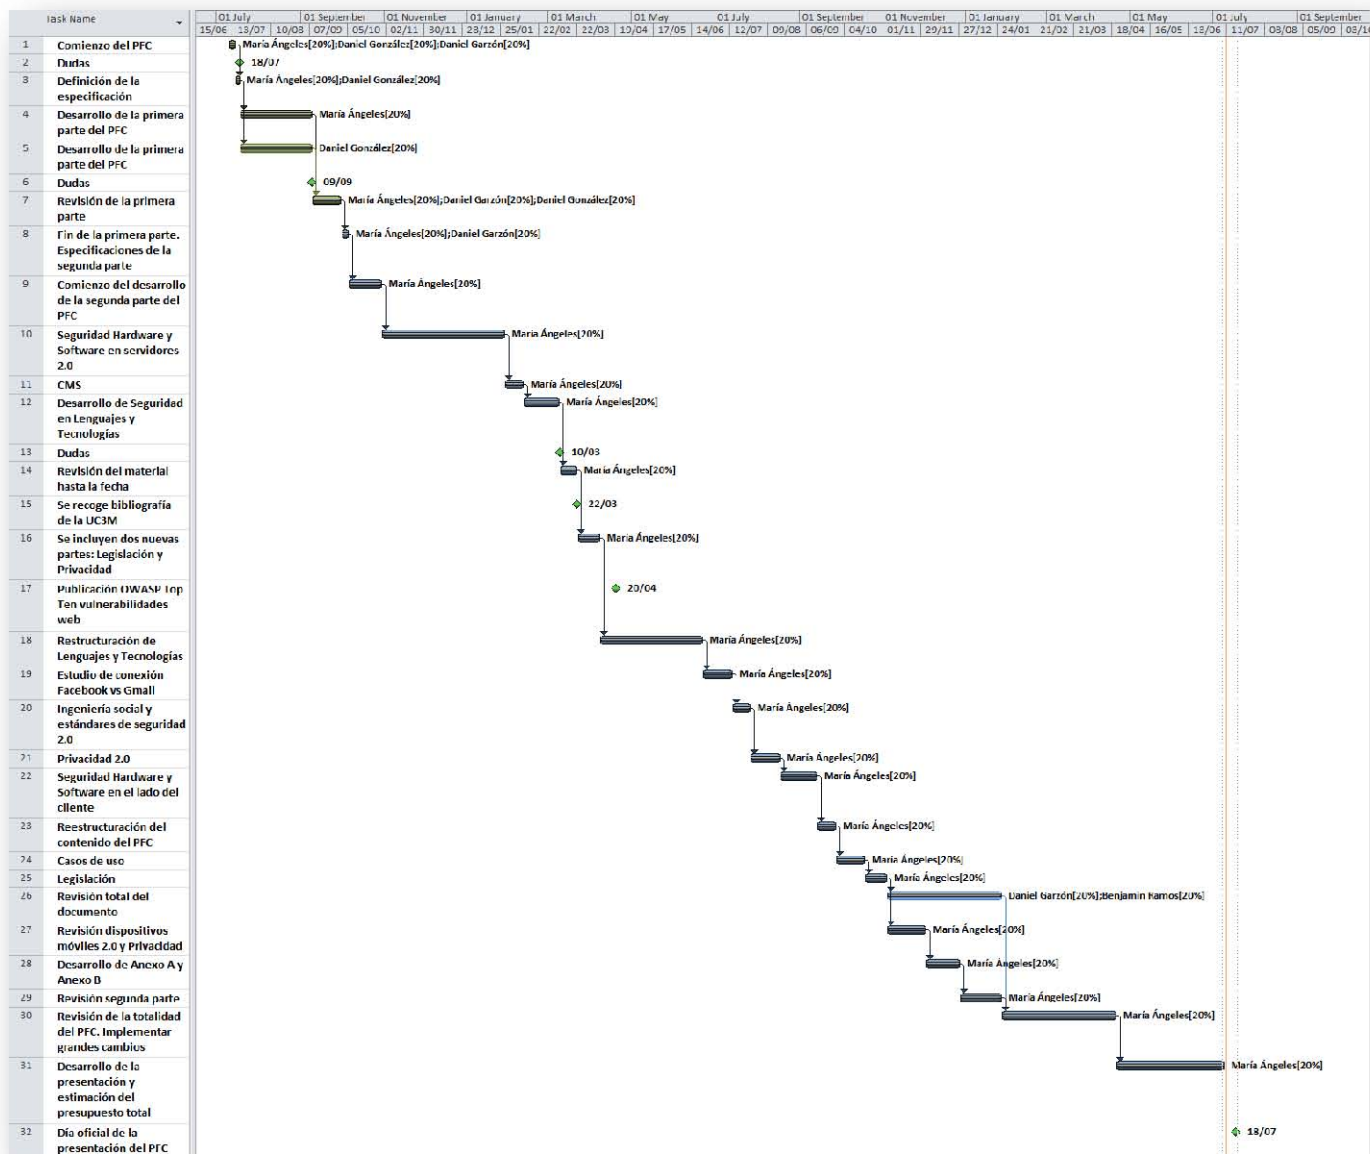 Task Name
01 July 01 September 01 November 01 January 01 March 01 May 01 July 01 September 01 November 01 January 01 March 01 May 01 July 01 September
15/06 13/07 10/08 07/09 05/10 02/11 30/11 28/12 25/01 22/02 22/03 19/04 17/05 14/06 12/07 09/08 06/09 04/10 01/11 29/11 27/12 24/01 21/02 21/03 18/04 16/05 13/06 11/07 08/08 05/09 03/10
1 Comienzo del PFC María Ángeles[20%];Daniel González[20%];Daniel Garzón[20%]
2 Dudas 18/07
3 Definición de la María Ángeles[20%];Daniel González[20%]
especificación
4 Desarrollo de la primera María Ángeles[20%]
parte del PFC
5 Desarrollo de la primera Daniel González[20%]
parte del PFC
6 Dudas 09/09
7 Revisión de la primera María Ángeles[20%];Daniel Garzón[20%];Daniel González[20%]
parte
8 Fin de la primera parte. María Ángeles[20%];Daniel Garzón[20%]
Especificaciones de la
segunda parte
9 Comienzo del desarrollo María Ángeles[20%]
de la segunda parte del
PFC
10 Seguridad Hardware y María Ángeles[20%]
Software en servidores
2.0
11 CMS María Ángeles[20%]
12 Desarrollo de Seguridad María Ángeles[20%]
en Lenguajes y
Tecnologías
13 Dudas 10/03
14 Revisión del material María Ángeles[20%]
hasta la fecha
15 Se recoge bibliografía 22/03
de la UC3M
16 Se incluyen dos nuevas María Ángeles[20%]
partes: Legislación y
Privacidad
17 Publicación OWASP Top 20/04
Ten vulnerabilidades
web
18 Restructuración de María Ángeles[20%]
Lenguajes y Tecnologías
19 Estudio de conexión María Ángeles[20%]
Facebook vs Gmail
20 Ingeniería social y María Ángeles[20%]
estándares de seguridad
2.0
21 Privacidad 2.0 María Ángeles[20%]
22 Seguridad Hardware y María Ángeles[20%]
Software en el lado del
cliente
23 Reestructuración del María Ángeles[20%]
contenido del PFC
24 Casos de uso María Ángeles[20%]
25 Legislación María Ángeles[20%]
26 Revisión total del Daniel Garzón[20%];Benjamín Ramos[20%]
documento
27 Revisión dispositivos María Ángeles[20%]
móviles 2.0 y Privacidad
28 Desarrollo de Anexo A y María Ángeles[20%]
Anexo B
29 Revisión segunda parte María Ángeles[20%]
30 Revisión de la totalidad María Ángeles[20%]
del PFC. Implementar
grandes cambios
31 Desarrollo de la María Ángeles[20%]
presentación y
estimación del
presupuesto total
32 Día oficial de la 18/07
presentación del PFC